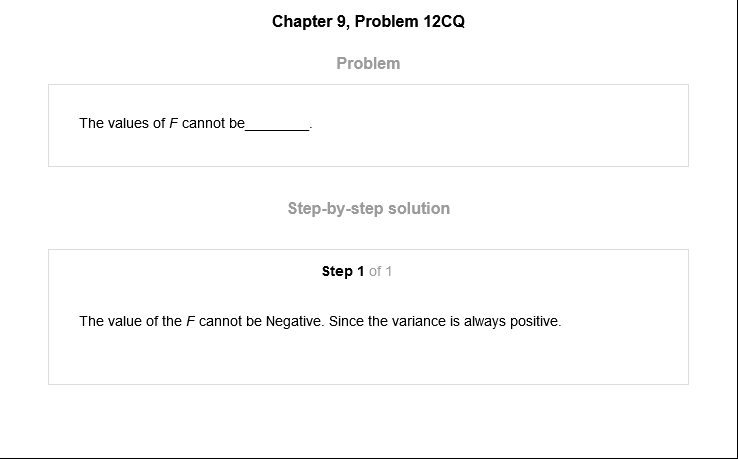 Chapter 9, Problem 12CQ
Problem
The values of F cannot be________.
Step-by-step solution
Step 1 of 1
The value of the F cannot be Negative. Since the variance is always positive.